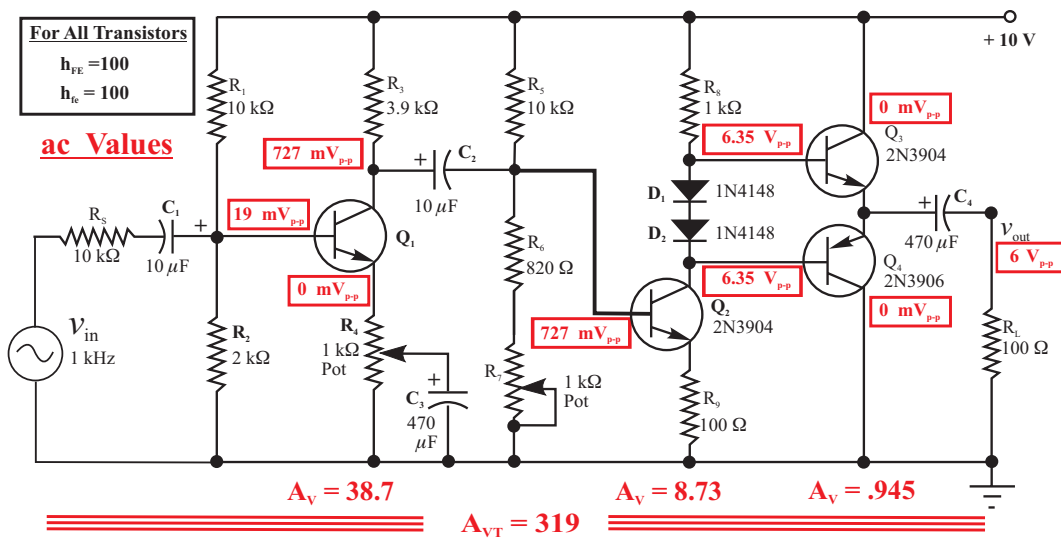 For All Transistors
hFE =100
hfe = 100
ac Values
+ 10 V
R1
10 kΩ
R3
3.9 kΩ
R5
10 kΩ
R8
1 kΩ
0 mVp-p
Q3
2N3904
6.35 Vp-p
727 mVp-p
+
C2
10 µF
D1
1N4148
D2
1N4148
RS
10 kΩ
C1
+
10 µF
19 mVp-p
Q1
0 mVp-p
R6
820 Ω
6.35 Vp-p
Q4
2N3906
0 mVp-p
+
C4
470 µF
vout
6 Vp-p
vin
1 kHz
R2
2 kΩ
R4
1 kΩ
Pot
+
C3
470
µF
R7
1 kΩ
Pot
727 mVp-p
Q2
2N3904
R9
100 Ω
RL
100 Ω
AV = 38.7
AV = 8.73
AV = .945
AVT = 319